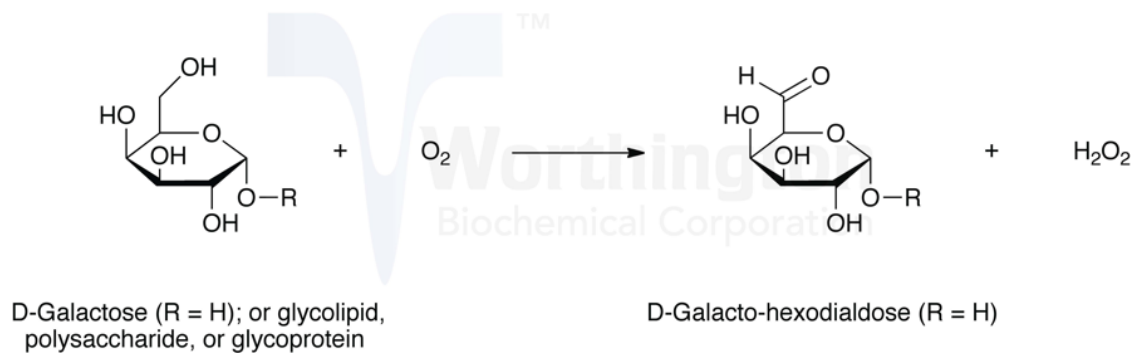 TM
OH
HO
O
OH
O—R
OH
+
O₂
Worthington
Biochemical Corporation
H
O
HO
O
OH
O—R
OH
+
H₂O₂
D-Galactose (R = H); or glycolipid,
polysaccharide, or glycoprotein
D-Galacto-hexodialdose (R = H)